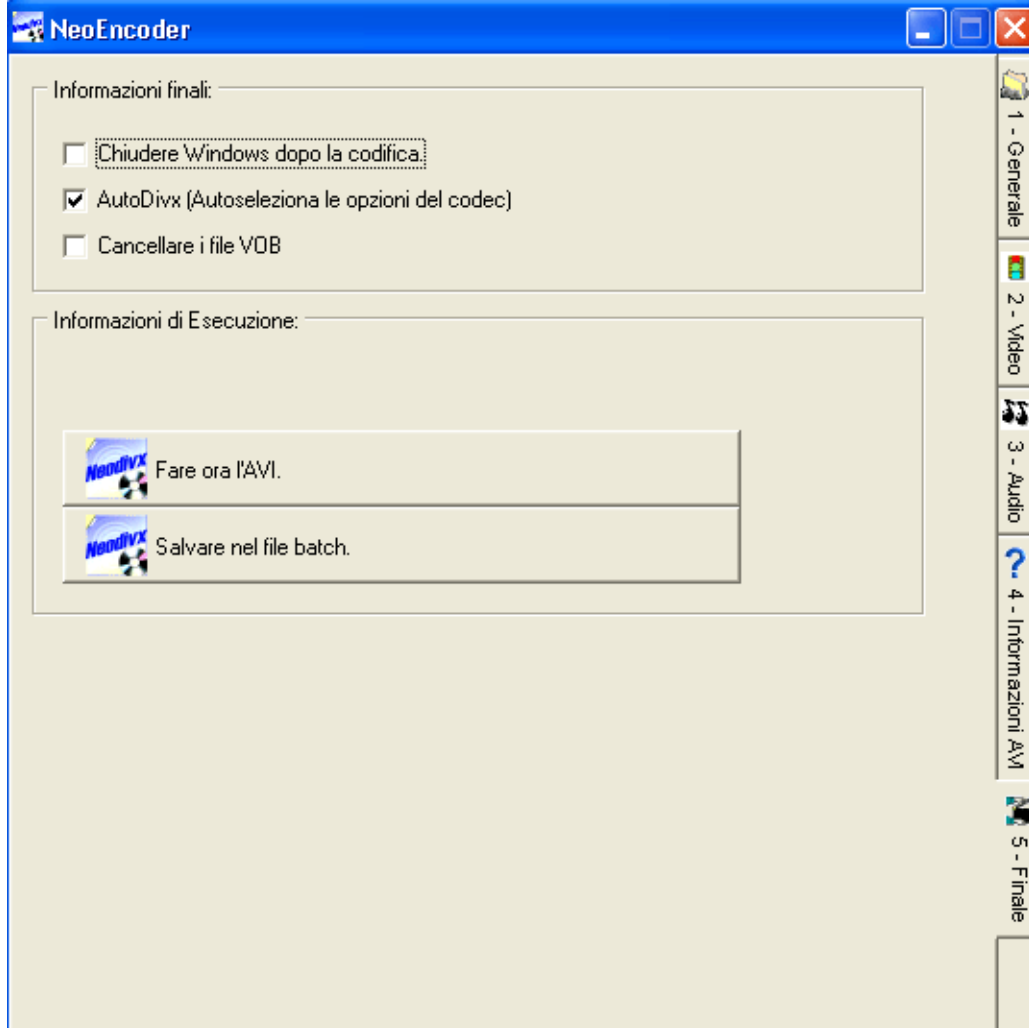 NeoEncoder
Informazioni finali:
Chiudere Windows dopo la codifica.
AutoDivx (Autoseleziona le opzioni del codec)
Cancellare i file VOB
Informazioni di Esecuzione:
Neodivx
Fare ora l'AVI.
Neodivx
Salvare nel file batch.
1 - Generale
2 - Video
3 - Audio
4 - Informazioni AVI
5 - Finale